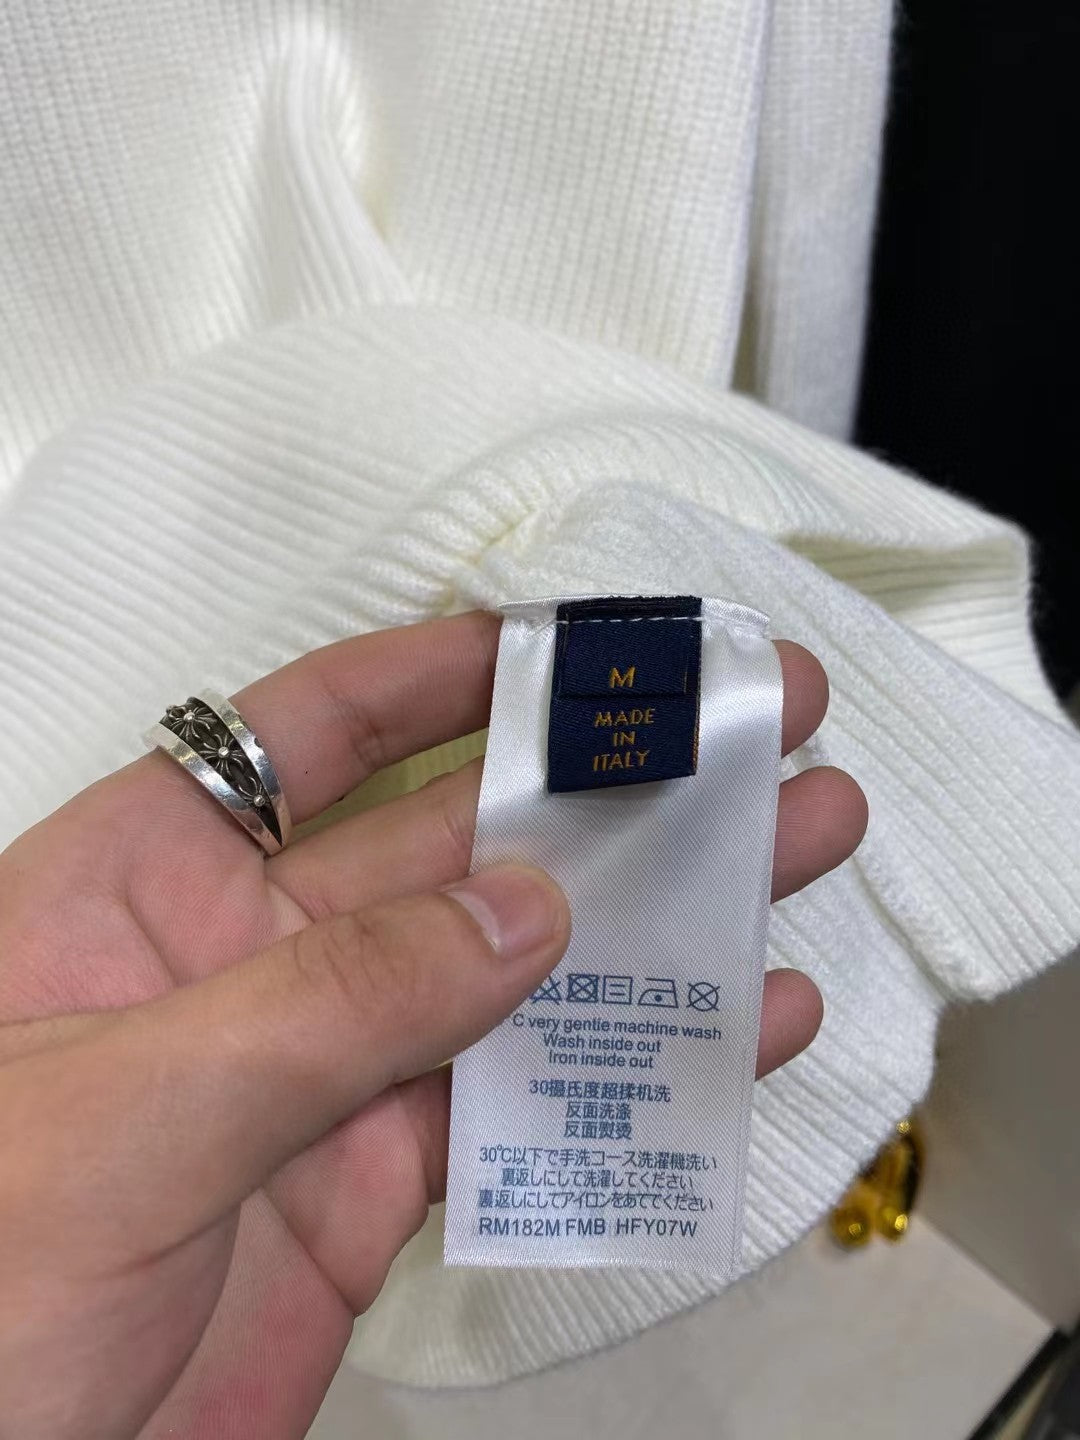 M
MADE
IN
ITALY
C very gentie machine wash
Wash inside out
Iron inside out
30摄氏度超揉机洗
反面洗涤
反面熨烫
30℃以下で手洗コース洗濯機洗い
裏返しにして洗濯してください
裏返しにしてアイロンをあててください
RM182M FMB HFY07W